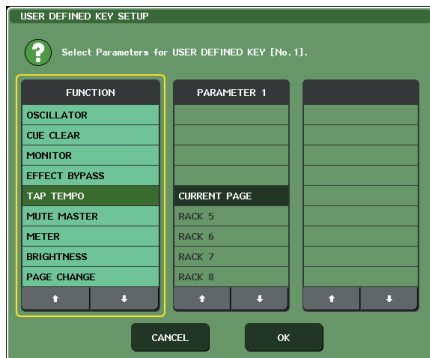 USER DEFINED KEY SETUP
?
Select Parameters for USER DEFINED KEY [No.1].
FUNCTION
PARAMETER 1
OSCILLATOR
CUE CLEAR
MONITOR
EFFECT BYPASS
TAP TEMPO
CURRENT PAGE
MUTE MASTER
RACK 5
METER
RACK 6
BRIGHTNESS
RACK 7
PAGE CHANGE
RACK 8
CANCEL
OK